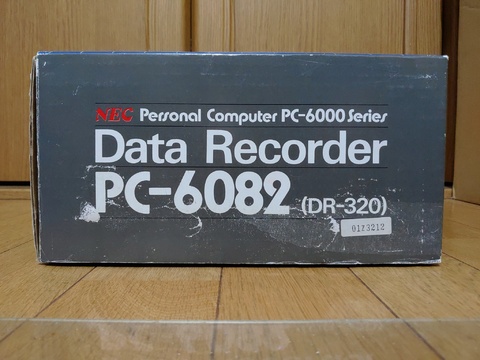 NEC Personal Computer PC-6000 Series
Data Recorder
PC-6082 (DR-320)
0173212